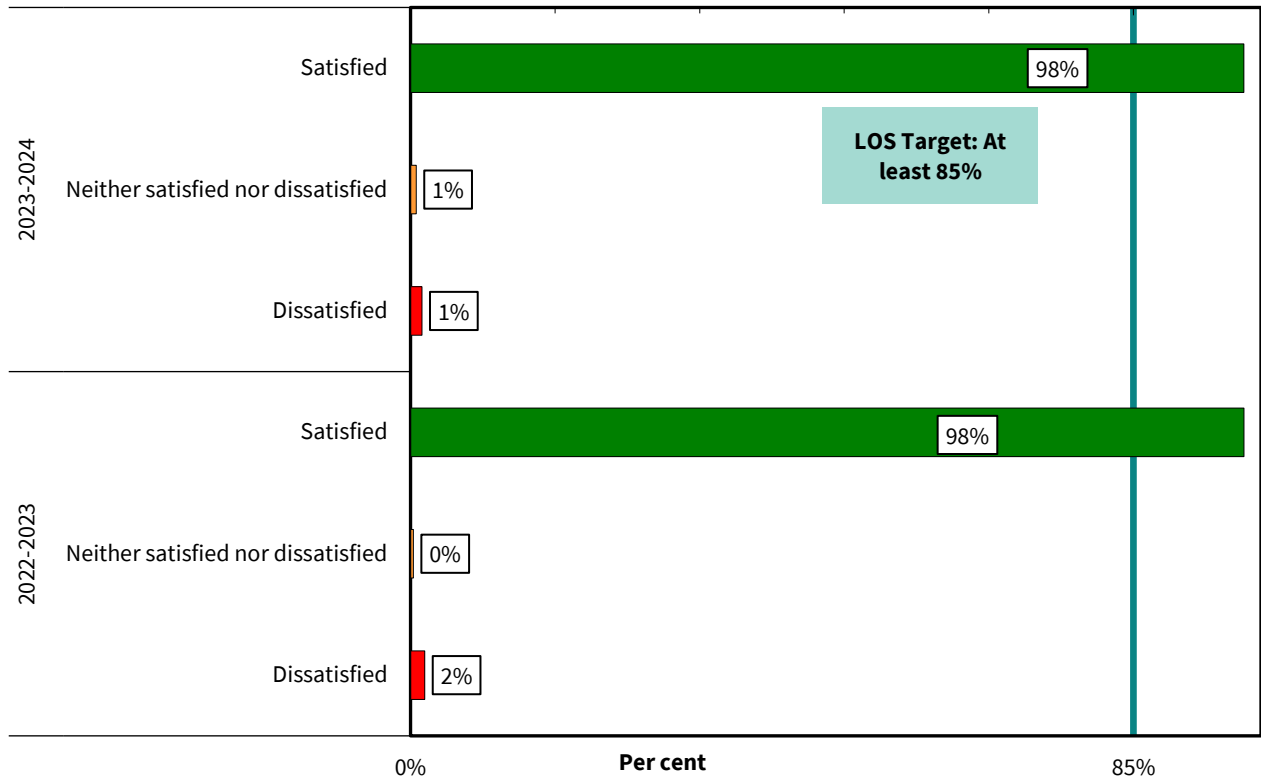 2023-2024
Satisfied
98%
LOS Target: At
least 85%
Neither satisfied nor dissatisfied
1%
Dissatisfied
1%
2022-2023
Satisfied
98%
Neither satisfied nor dissatisfied
0%
Dissatisfied
2%
0%
Per cent
85%